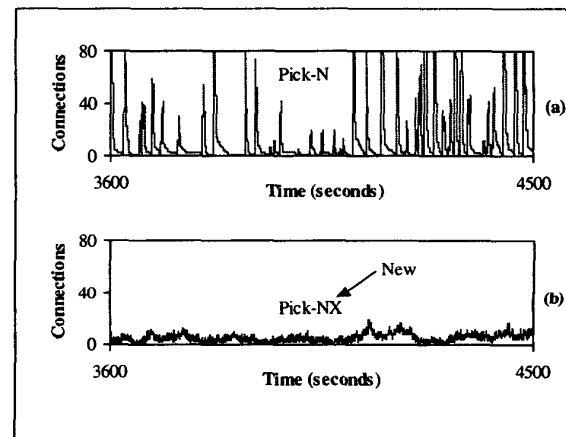 80
Pick-N
40
Connections
(a)
0
3600
Time (seconds)
4500
80
New
40
Connections
(b)
Pick-NX
0
3600
Time (seconds)
4500